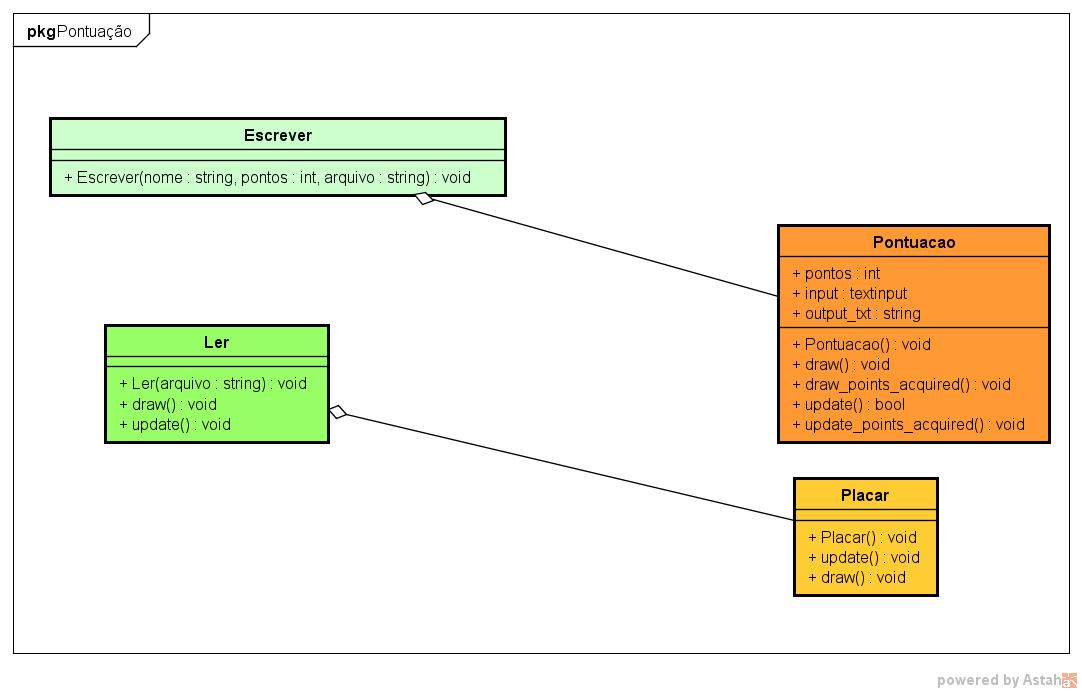 pkg Pontuação
Escrever
+ Escrever(nome : string, pontos : int, arquivo : string) : void
Pontuacao
+ pontos : int
+ input : textinput
+ output_txt : string
+ Pontuacao() : void
+ draw() : void
+ draw_points_acquired() : void
+ update() : bool
+ update_points_acquired() : void
Ler
+ Ler(arquivo : string) : void
+ draw() : void
+ update() : void
Placar
+ Placar() : void
+ update() : void
+ draw() : void
powered by Astah